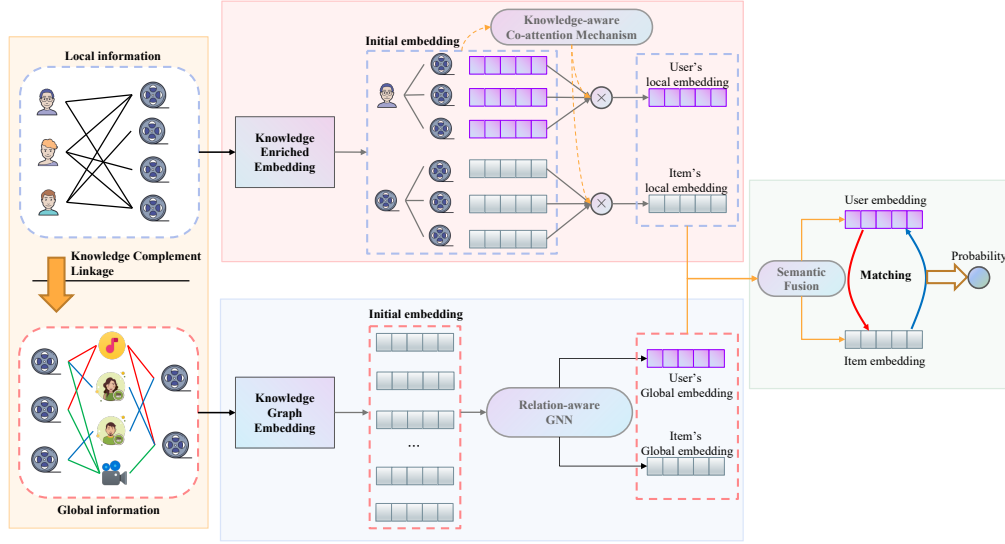 Local information
Knowledge Complement
Linkage
Global information
Knowledge
Enriched
Embedding
Initial embedding
Knowledge-aware
Co-attention Mechanism
User's
local embedding
Item's
local embedding
Knowledge
Graph
Embedding
Initial embedding
...
Relation-aware
GNN
User's
Global embedding
Item's
Global embedding
Semantic
Fusion
User embedding
Matching
Item embedding
Probability